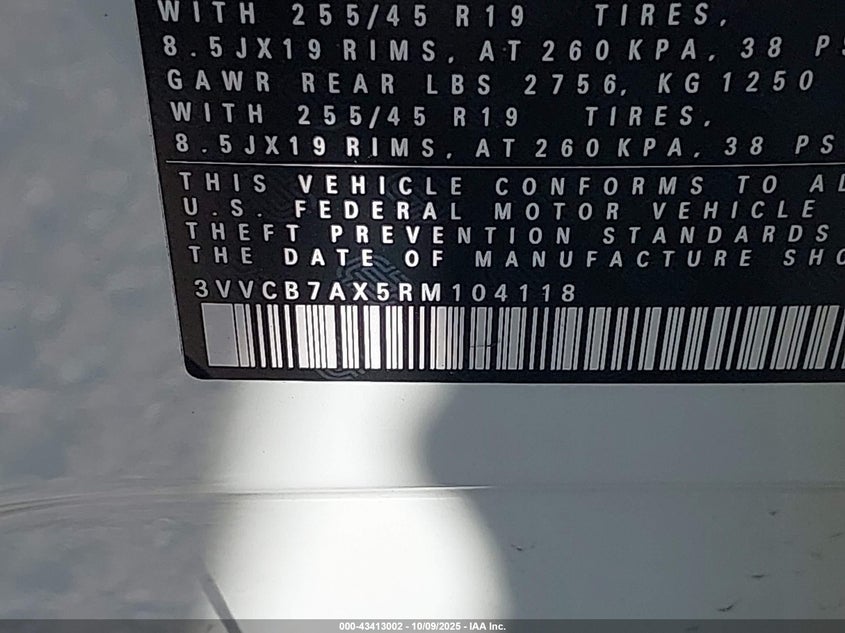 WITH 255/45 R19 TIRES,
8.5JX19 RIMS, AT 260 KPA, 38 PS
GAWR REAR LBS 2756, KG 1250
WITH 255/45 R19 TIRES,
8.5JX19 RIMS, AT 260 KPA, 38 PS
THIS VEHICLE CONFORMS TO AL
U.S. FEDERAL MOTOR VEHICLE
THEFT PREVENTION STANDARDS
THE DATE OF MANUFACTURE SHO
3VVCB7AX5RM104118
000-43413002 - 10/09/2025 - IAA Inc.